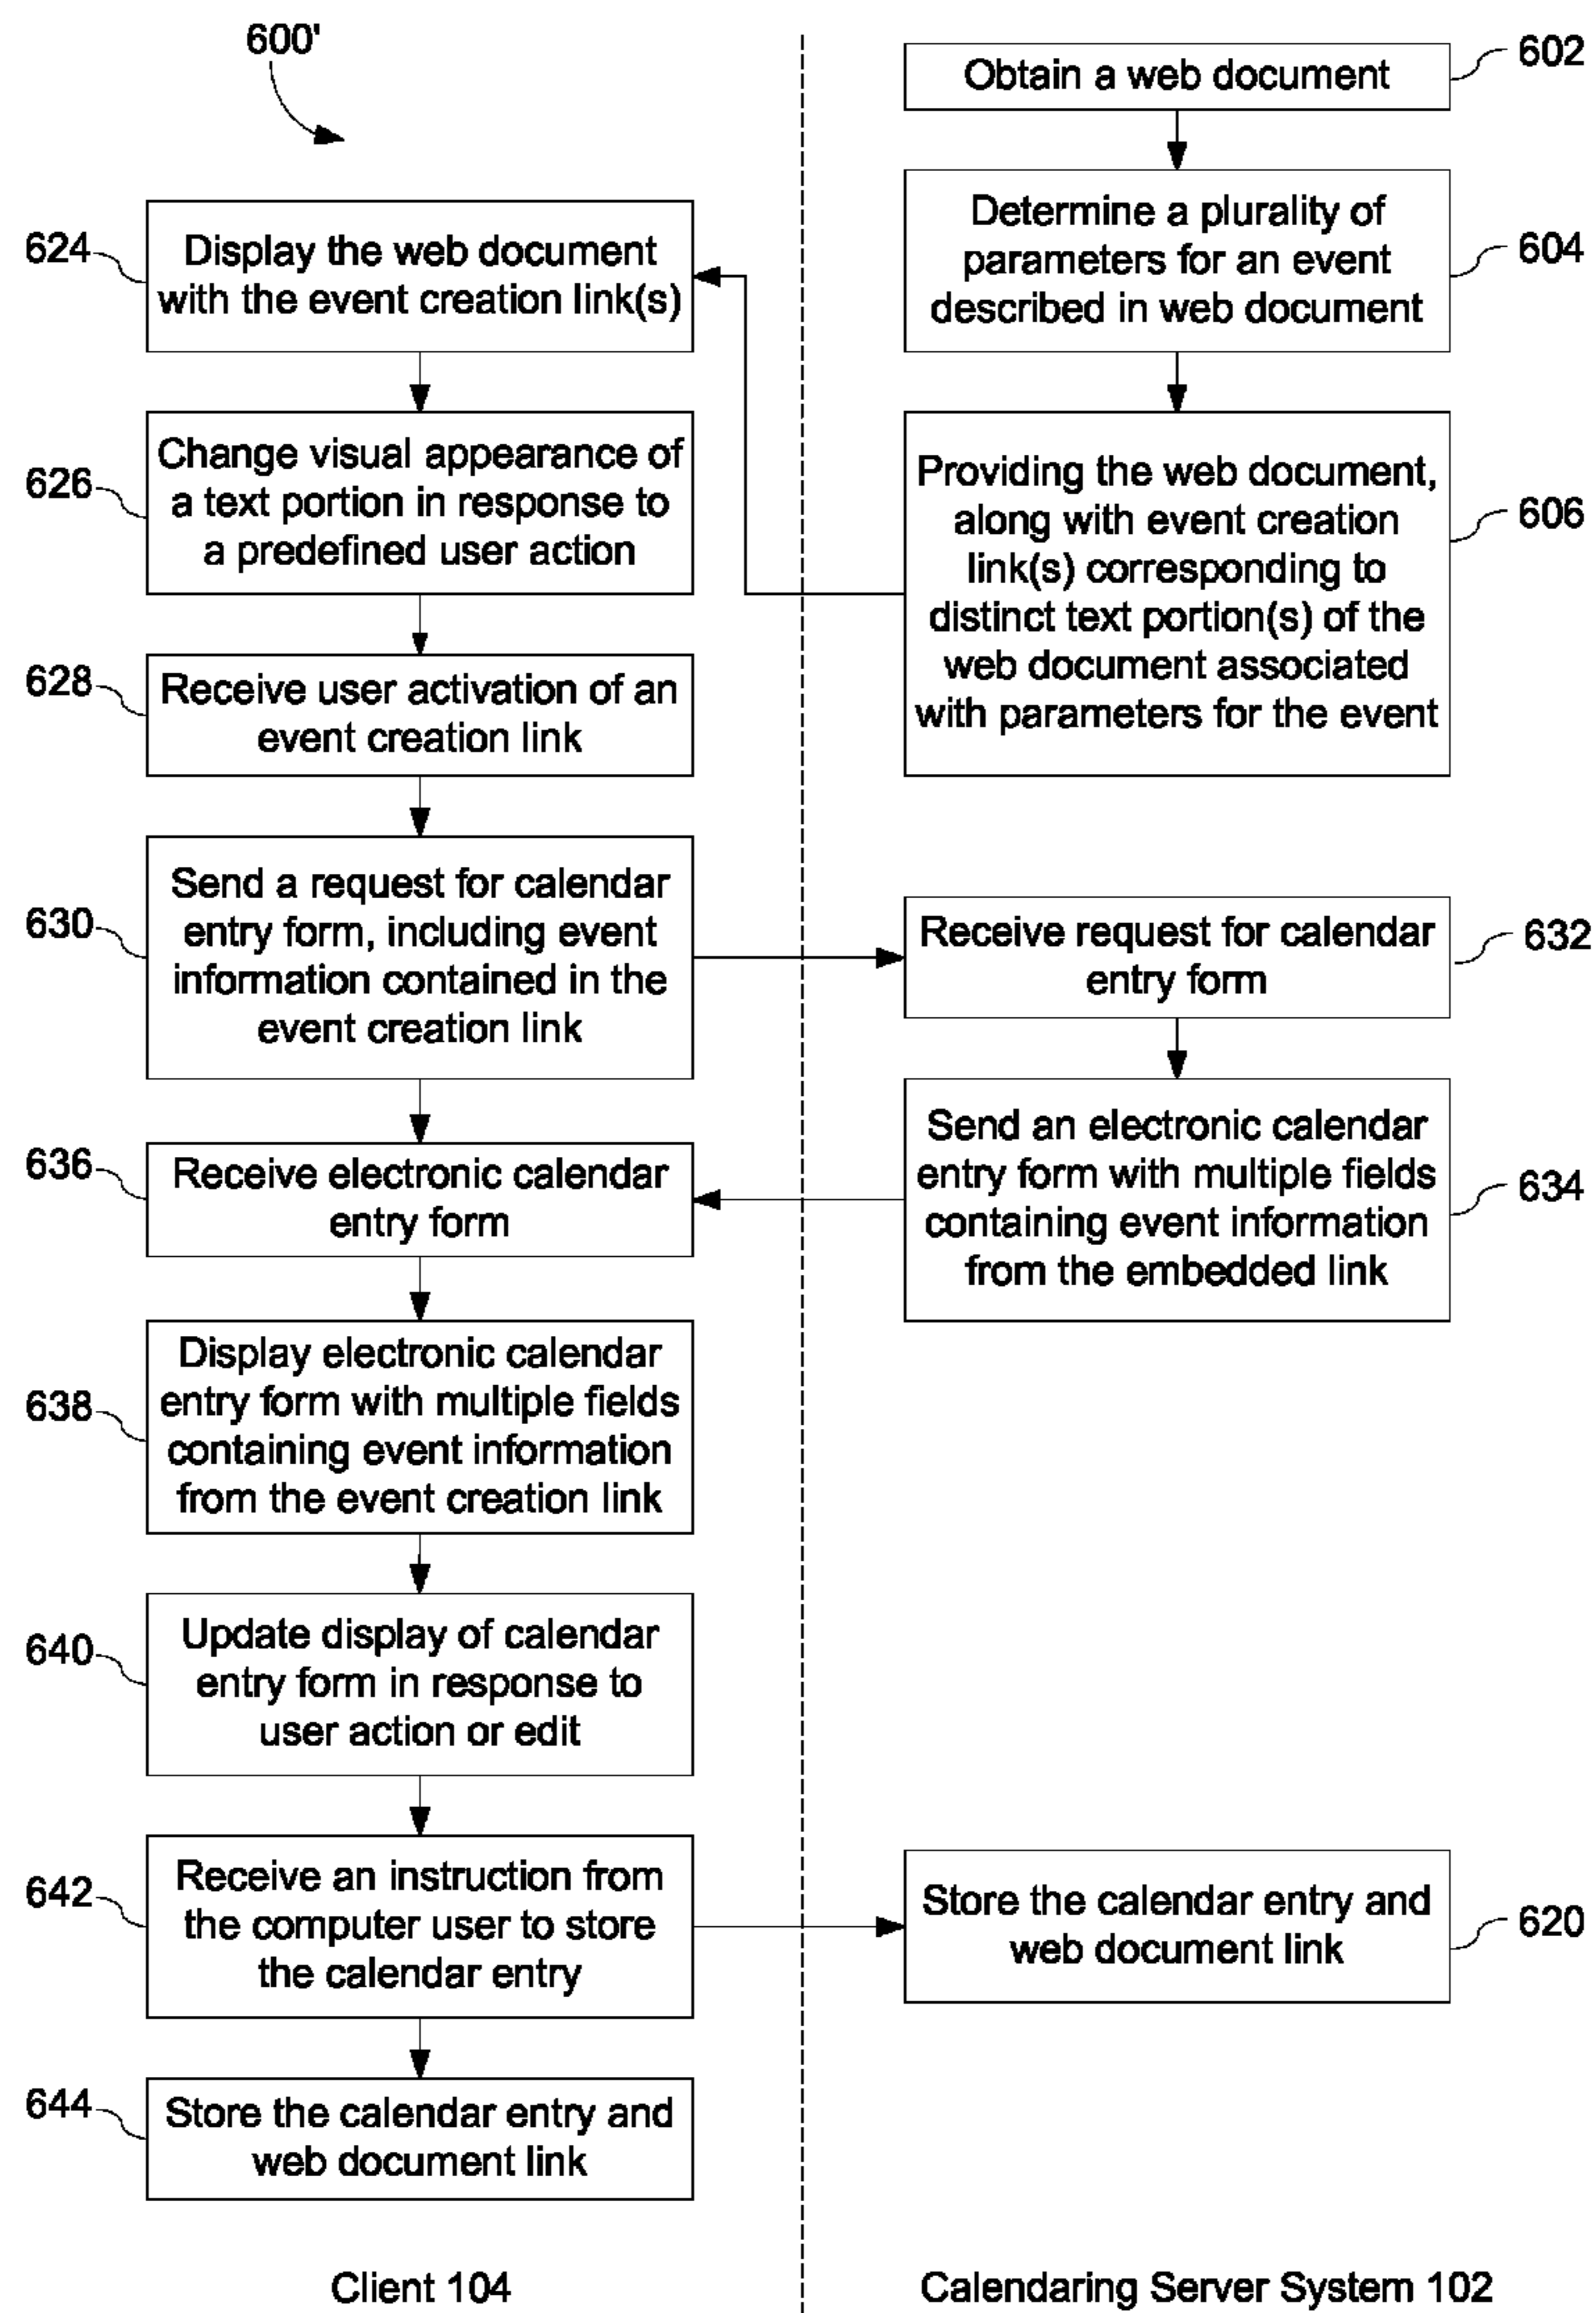 600'
602
Obtain a web document
604
Determine a plurality of
parameters for an event
described in web document
606
Providing the web document,
along with event creation
link(s) corresponding to
distinct text portion(s) of the
web document associated
with parameters for the event
624
Display the web document
with the event creation link(s)
626
Change visual appearance of
a text portion in response to
a predefined user action
628
Receive user activation of an
event creation link
630
Send a request for calendar
entry form, including event
information contained in the
event creation link
632
Receive request for calendar
entry form
634
Send an electronic calendar
entry form with multiple fields
containing event information
from the embedded link
636
Receive electronic calendar
entry form
638
Display electronic calendar
entry form with multiple fields
containing event information
from the event creation link
640
Update display of calendar
entry form in response to
user action or edit
642
Receive an instruction from
the computer user to store
the calendar entry
620
Store the calendar entry and
web document link
644
Store the calendar entry and
web document link
Client 104
Calendaring Server System 102